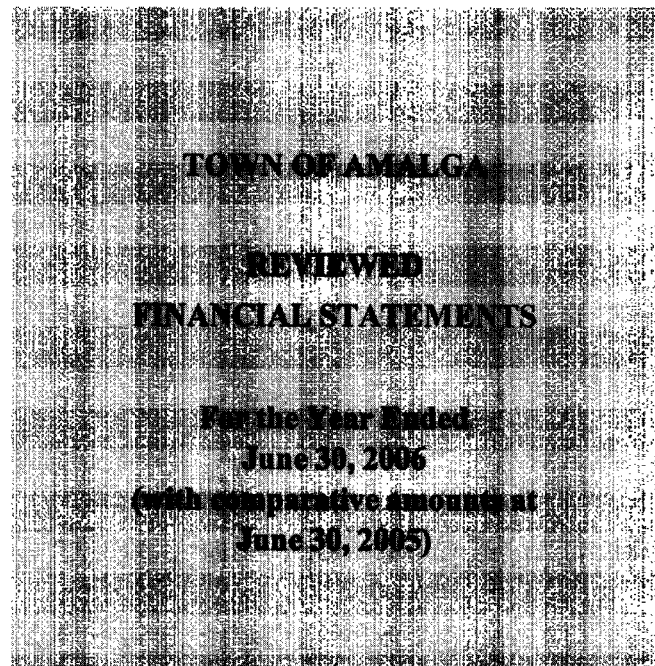 TOWN OF AMALGA
REVIEWED
FINANCIAL STATEMENTS
For the Year Ended
June 30, 2006
(with comparative amounts at
June 30, 2005)